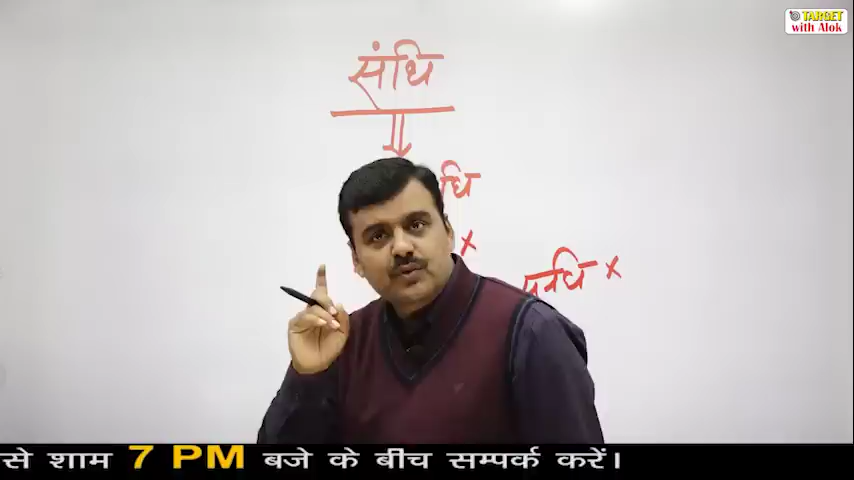 TARGET
with Alok
संधि
धि
×
न्धि ×
से शाम 7 PM बजे के बीच सम्पर्क करें।